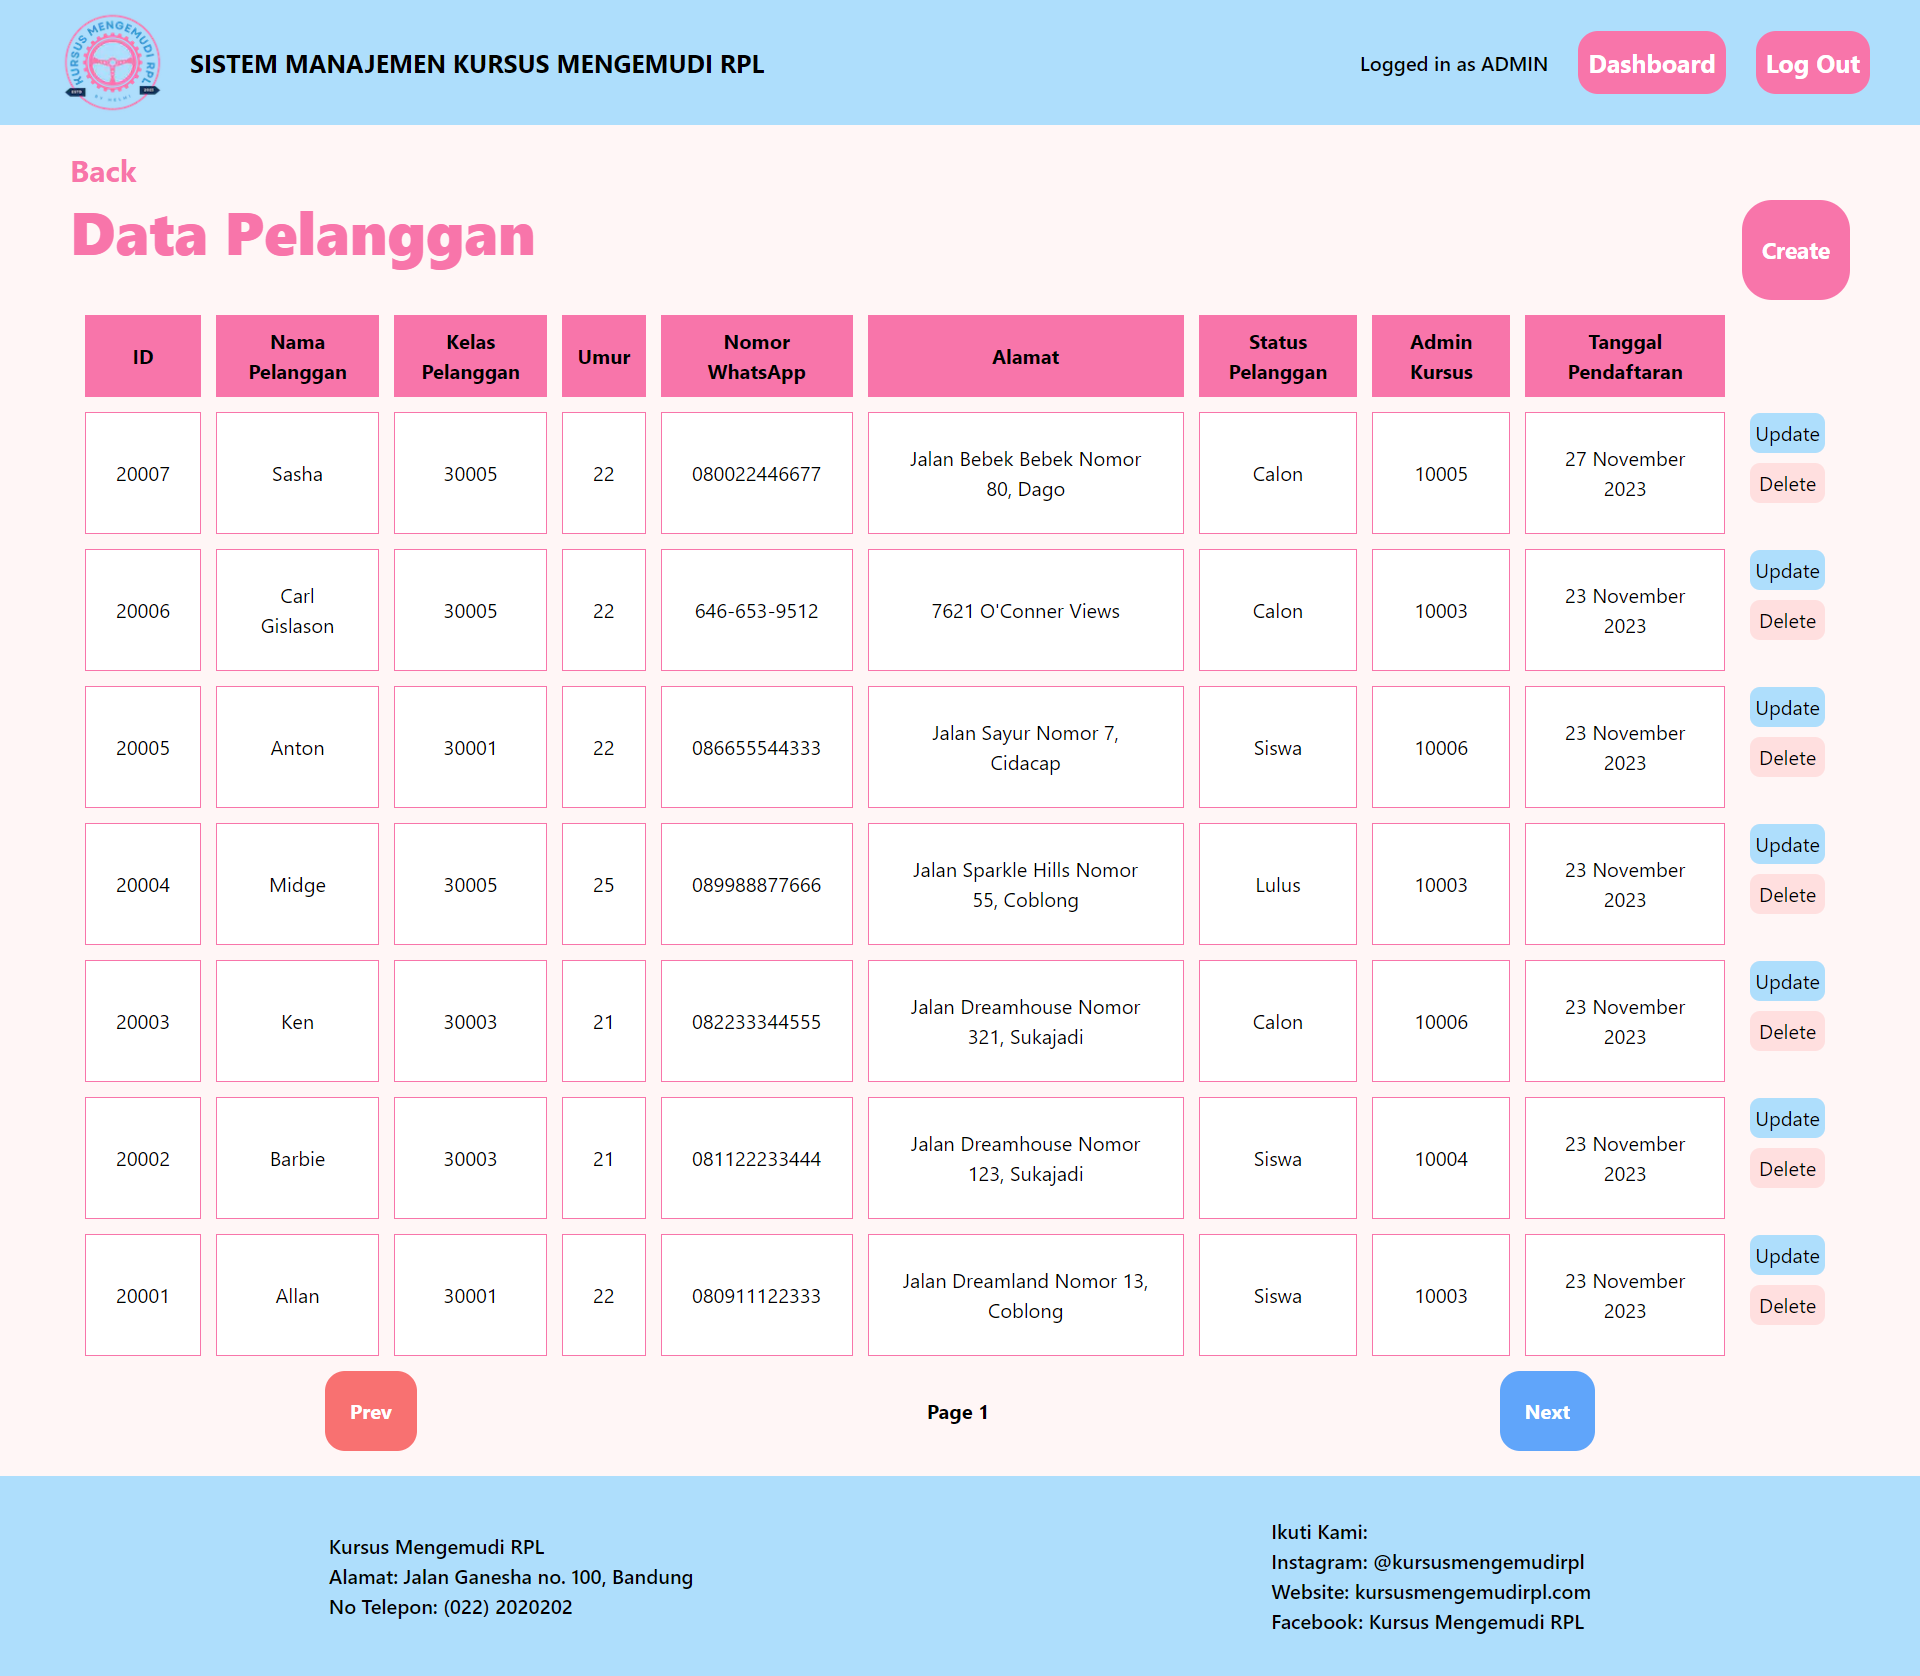 KURSUS MENGEMUDI RPL
SISTEM MANAJEMEN KURSUS MENGEMUDI RPL
Logged in as ADMIN
Dashboard
Log Out
Back
Data Pelanggan
Create
ID
Nama
Pelanggan
Kelas
Pelanggan
Umur
Nomor
WhatsApp
Alamat
Status
Pelanggan
Admin
Kursus
Tanggal
Pendaftaran
20007
Sasha
30005
22
080022446677
Jalan Bebek Bebek Nomor
80, Dago
Calon
10005
27 November
2023
Update
Delete
20006
Carl
Gislason
30005
22
646-653-9512
7621 O'Conner Views
Calon
10003
23 November
2023
Update
Delete
20005
Anton
30001
22
086655544333
Jalan Sayur Nomor 7,
Cidacap
Siswa
10006
23 November
2023
Update
Delete
20004
Midge
30005
25
089988877666
Jalan Sparkle Hills Nomor
55, Coblong
Lulus
10003
23 November
2023
Update
Delete
20003
Ken
30003
21
082233344555
Jalan Dreamhouse Nomor
321, Sukajadi
Calon
10006
23 November
2023
Update
Delete
20002
Barbie
30003
21
081122233444
Jalan Dreamhouse Nomor
123, Sukajadi
Siswa
10004
23 November
2023
Update
Delete
20001
Allan
30001
22
080911122333
Jalan Dreamland Nomor 13,
Coblong
Siswa
10003
23 November
2023
Update
Delete
Prev
Page 1
Next
Kursus Mengemudi RPL
Alamat: Jalan Ganesha no. 100, Bandung
No Telepon: (022) 2020202
Ikuti Kami:
Instagram: @kursusmengemudirpl
Website: kursusmengemudirpl.com
Facebook: Kursus Mengemudi RPL